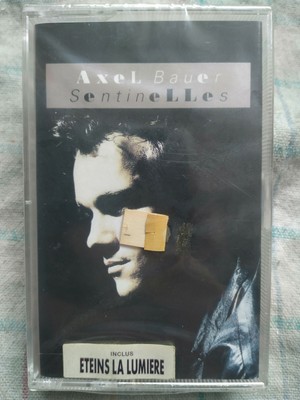 Axel Bauer
SentineLLes
INCLUS
ETEINS LA LUMIERE